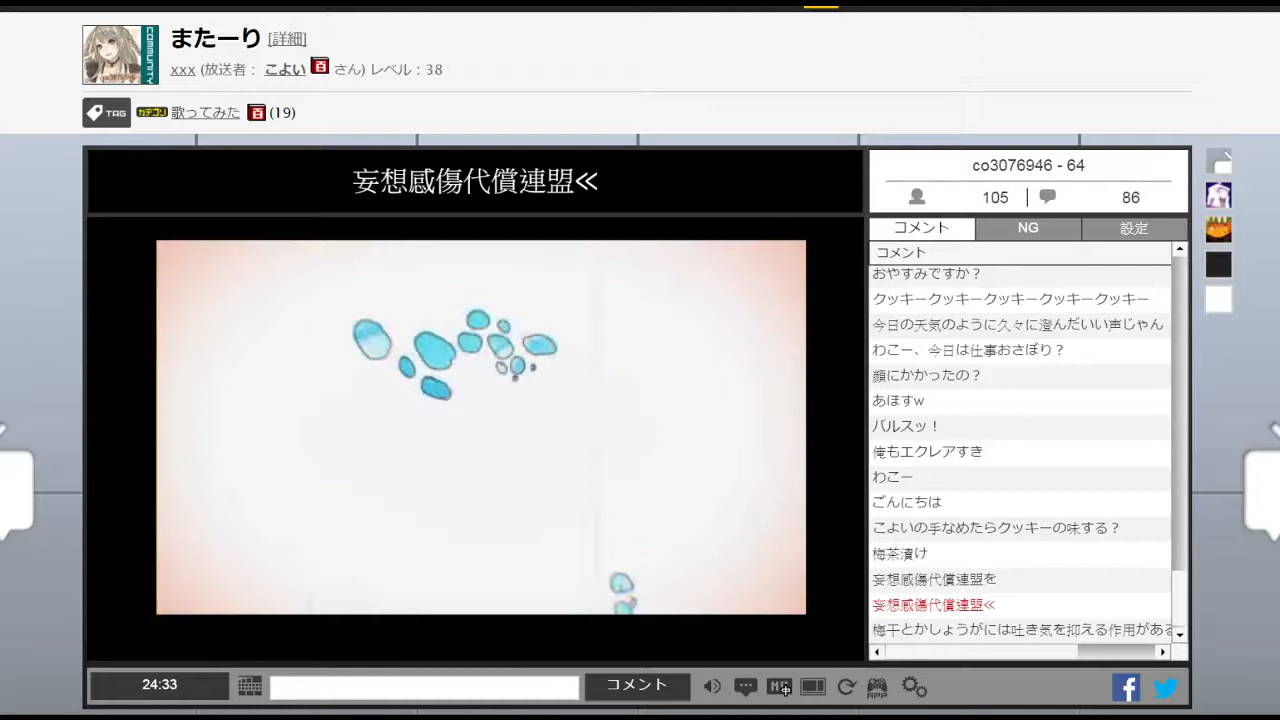 またーり [詳細]
xxx (放送者： こよい 百 さん) レベル：38
TAG カテゴリ 歌ってみた 百 (19)
COMMUNITY
妄想感傷代償連盟≪
co3076946 - 64
105 86
コメント NG 設定
コメント
おやすみですか？
クッキークッキークッキークッキークッキー
今日の天気のように久々に澄んだいい声じゃん
わこー、今日は仕事おさぼり？
顔にかかったの？
あほすw
バルスッ！
俺もエクレアすき
わこー
ごんにちは
こよいの手なめたらクッキーの味する？
梅茶漬け
妄想感傷代償連盟を
妄想感傷代償連盟≪
梅干とかしょうがには吐き気を抑える作用がある
24:33 コメント
APP